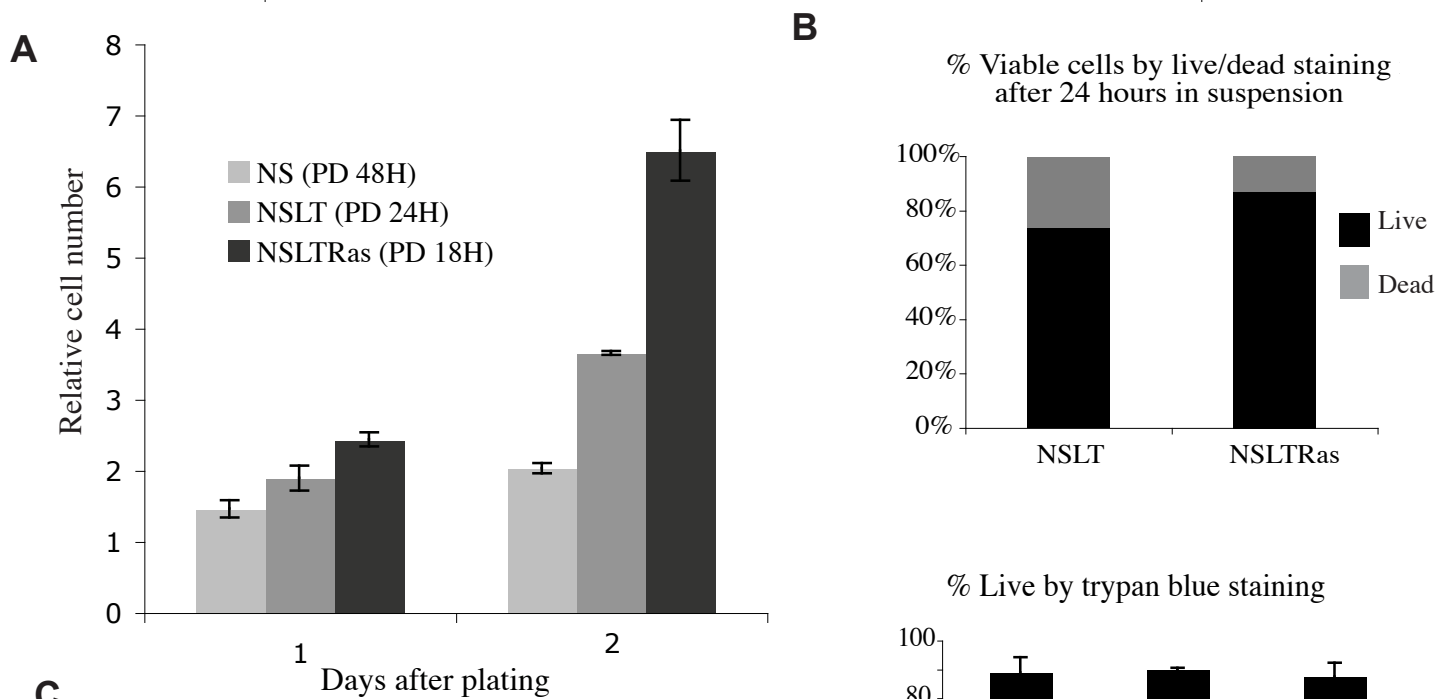 A
8
7
6
5
4
3
2
1
0
Relative cell number
NS (PD 48H)
NSLT (PD 24H)
NSLTRas (PD 18H)
1
2
Days after plating
B
% Viable cells by live/dead staining
after 24 hours in suspension
100%
80%
60%
40%
20%
0%
NSLT
NSLTRas
Live
Dead
% Live by trypan blue staining
100
80
C